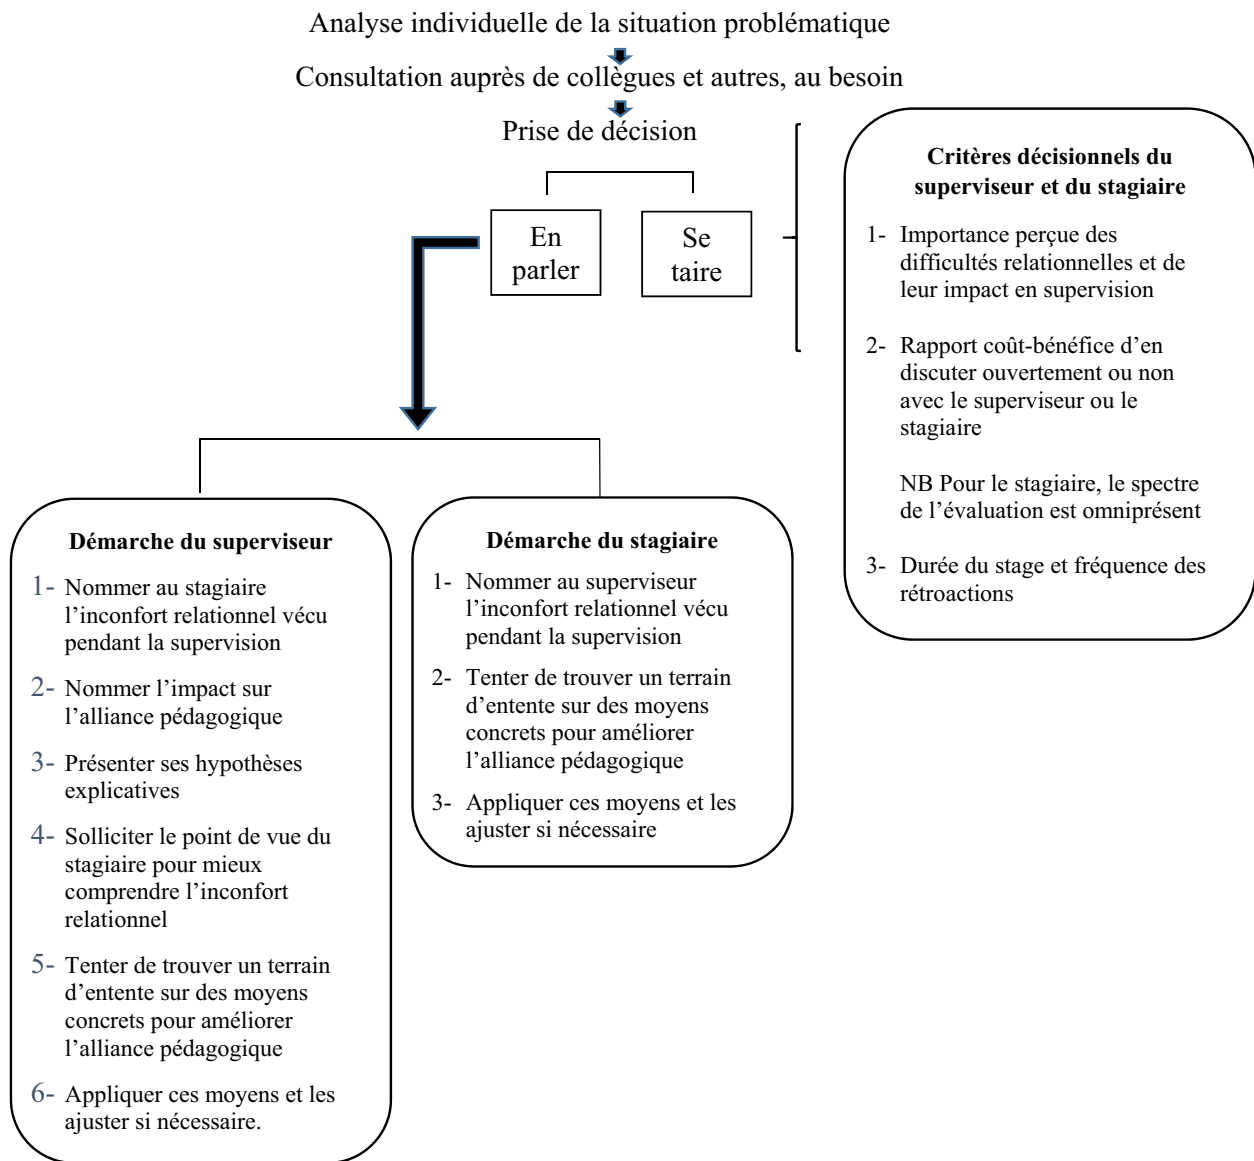 Analyse individuelle de la situation problématique
Consultation auprès de collègues et autres, au besoin
Prise de décision
En
parler
Se
taire
Critères décisionnels du
superviseur et du stagiaire
1- Importance perçue des
difficultés relationnelles et de
leur impact en supervision
2- Rapport coût-bénéfice d’en
discuter ouvertement ou non
avec le superviseur ou le
stagiaire
NB Pour le stagiaire, le spectre
de l’évaluation est omniprésent
3- Durée du stage et fréquence des
rétroactions
Démarche du superviseur
1- Nommer au stagiaire
l’inconfort relationnel vécu
pendant la supervision
2- Nommer l’impact sur
l’alliance pédagogique
3- Présenter ses hypothèses
explicatives
4- Solliciter le point de vue du
stagiaire pour mieux
comprendre l’inconfort
relationnel
5- Tenter de trouver un terrain
d’entente sur des moyens
concrets pour améliorer
l’alliance pédagogique
6- Appliquer ces moyens et les
ajuster si nécessaire.
Démarche du stagiaire
1- Nommer au superviseur
l’inconfort relationnel vécu
pendant la supervision
2- Tenter de trouver un terrain
d’entente sur des moyens
concrets pour améliorer
l’alliance pédagogique
3- Appliquer ces moyens et les
ajuster si nécessaire